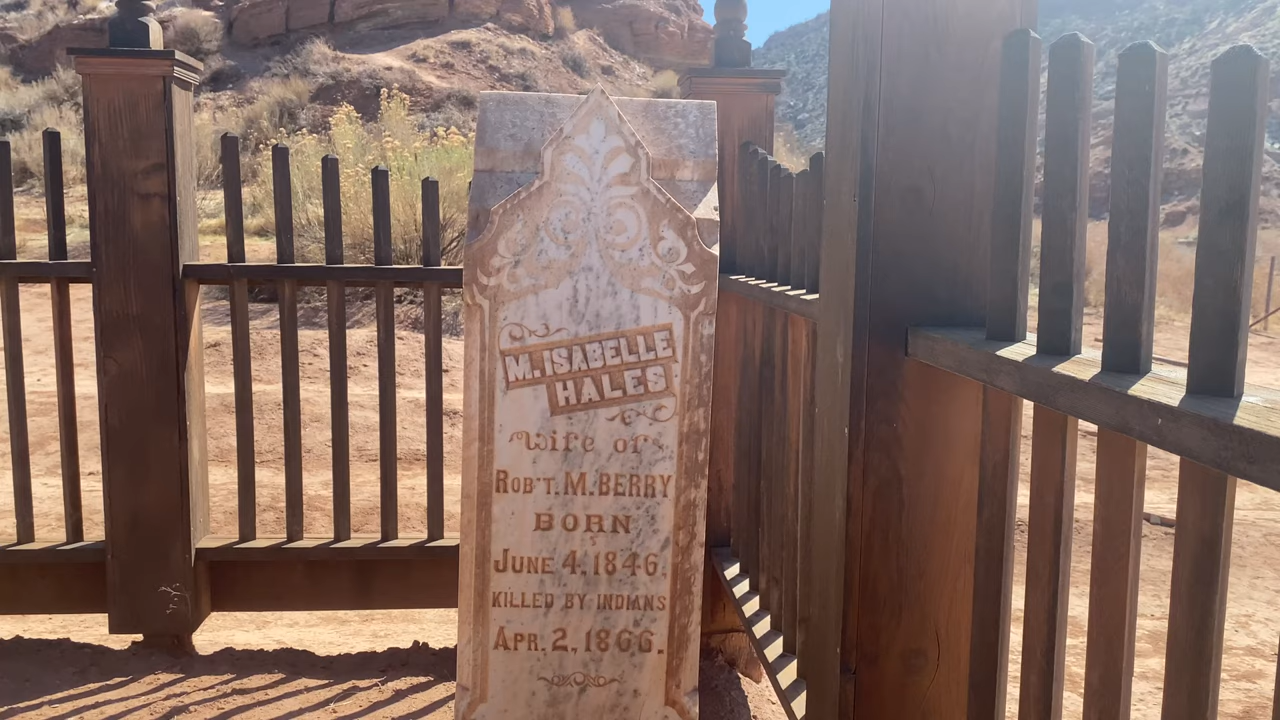 M. ISABELLE
HALES
Wife of
ROB'T. M. BERRY
BORN
JUNE 4, 1846.
KILLED BY INDIANS
APR. 2, 1866.